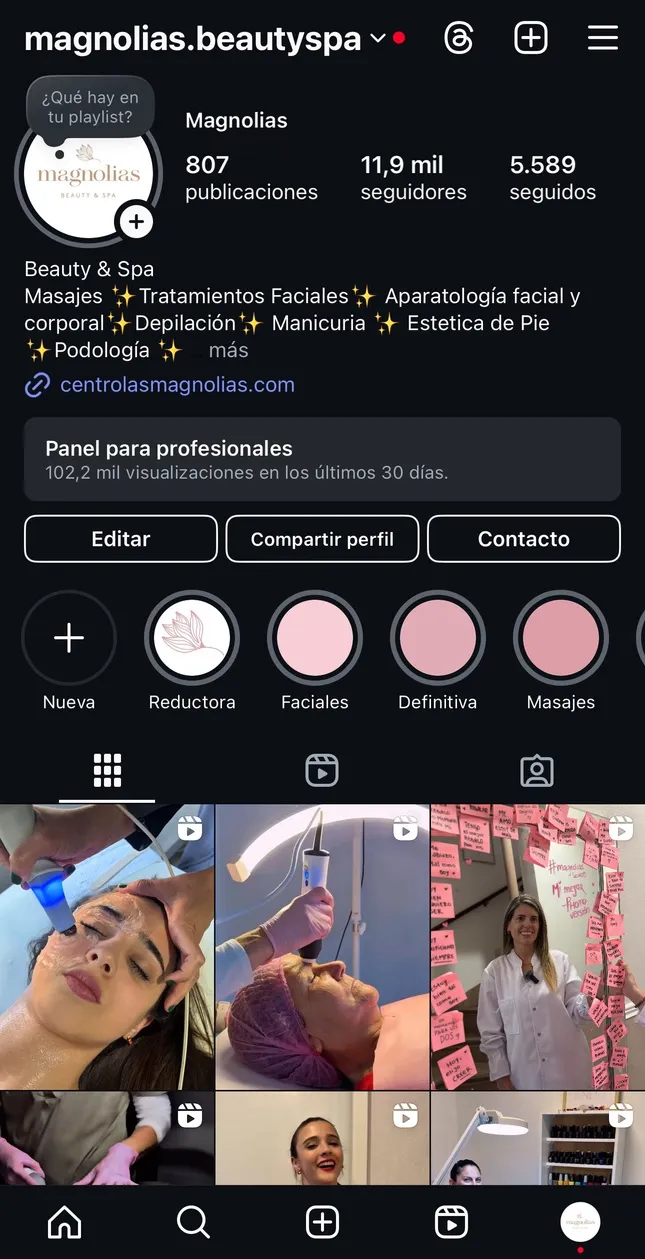 magnolias.beautyspa
¿Qué hay en
tu playlist?
magnolias
BEAUTY & SPA
Magnolias
807 11,9 mil 5.589
publicaciones seguidores seguidos
Beauty & Spa
Masajes ✨Tratamientos Faciales✨ Aparatología facial y
corporal✨Depilación✨ Manicuria ✨ Estetica de Pie
✨Podología ✨ más
centrolasmagnolias.com
Panel para profesionales
102,2 mil visualizaciones en los últimos 30 días.
Editar Compartir perfil Contacto
Nueva Reductora Faciales Definitiva Masajes
Mi mejor
versión